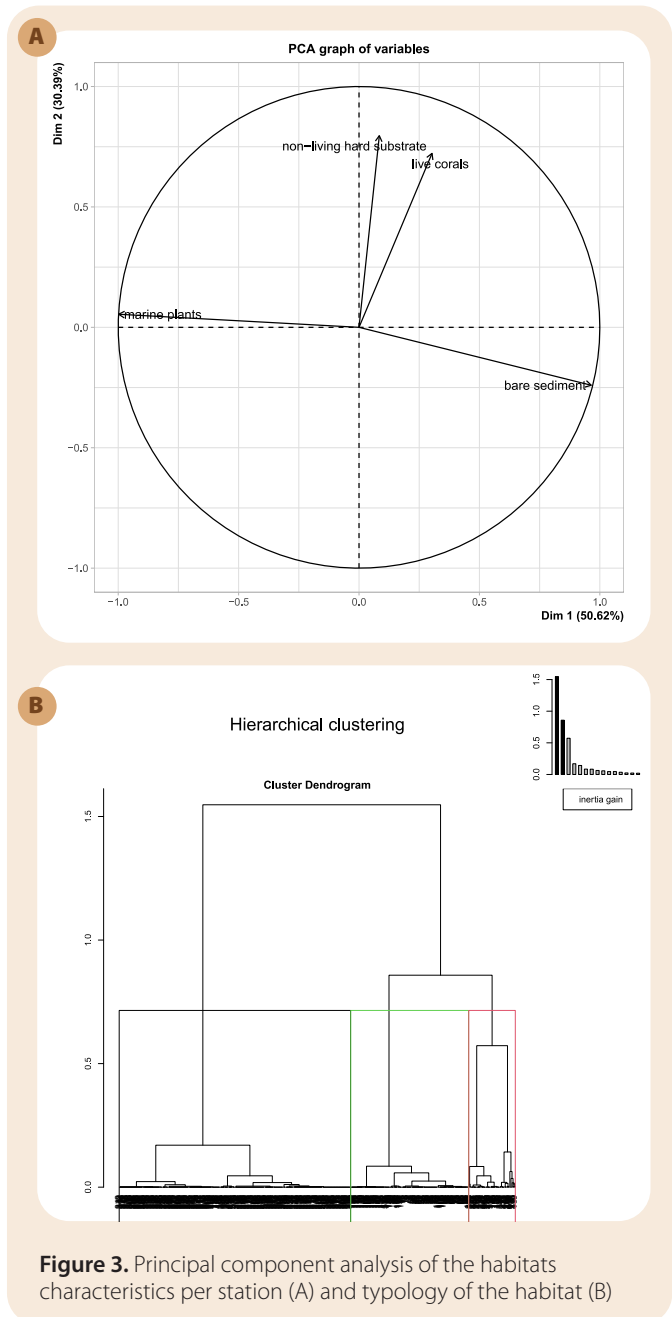 A
PCA graph of variables
Dim 2 (30.39%)
1.0
0.5
0.0
−0.5
−1.0
non−living hard substrate
live corals
marine plants
bare sediment
−1.0
−0.5
0.0
0.5
1.0
Dim 1 (50.62%)
B
Hierarchical clustering
1.5
1.0
0.5
0.0
inertia gain
Cluster Dendrogram
1.5
1.0
0.5
0.0
Figure 3. Principal component analysis of the habitats
characteristics per station (A) and typology of the habitat (B)